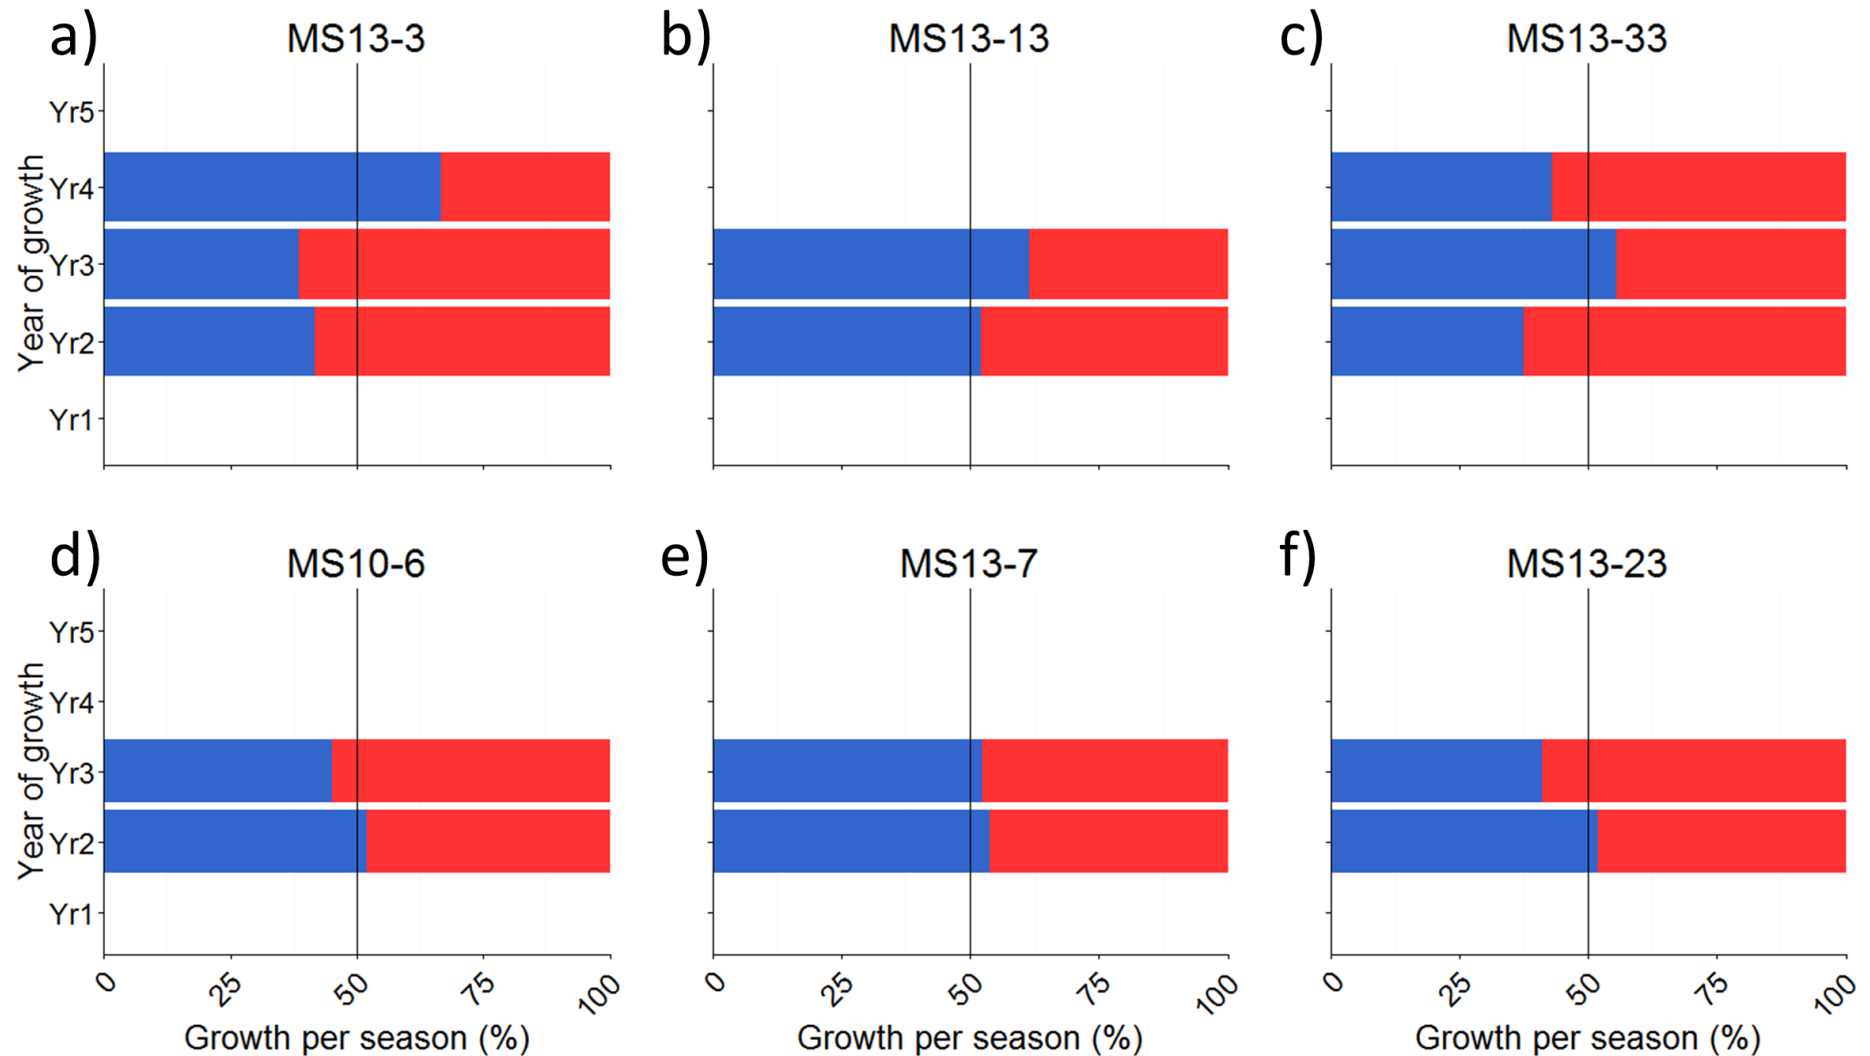 a) MS13-3
b) MS13-13
c) MS13-33
Year of growth
Yr5
Yr4
Yr3
Yr2
Yr1
d) MS10-6
e) MS13-7
f) MS13-23
Year of growth
Yr5
Yr4
Yr3
Yr2
Yr1
0 25 50 75 100
0 25 50 75 100
0 25 50 75 100
Growth per season (%)
Growth per season (%)
Growth per season (%)